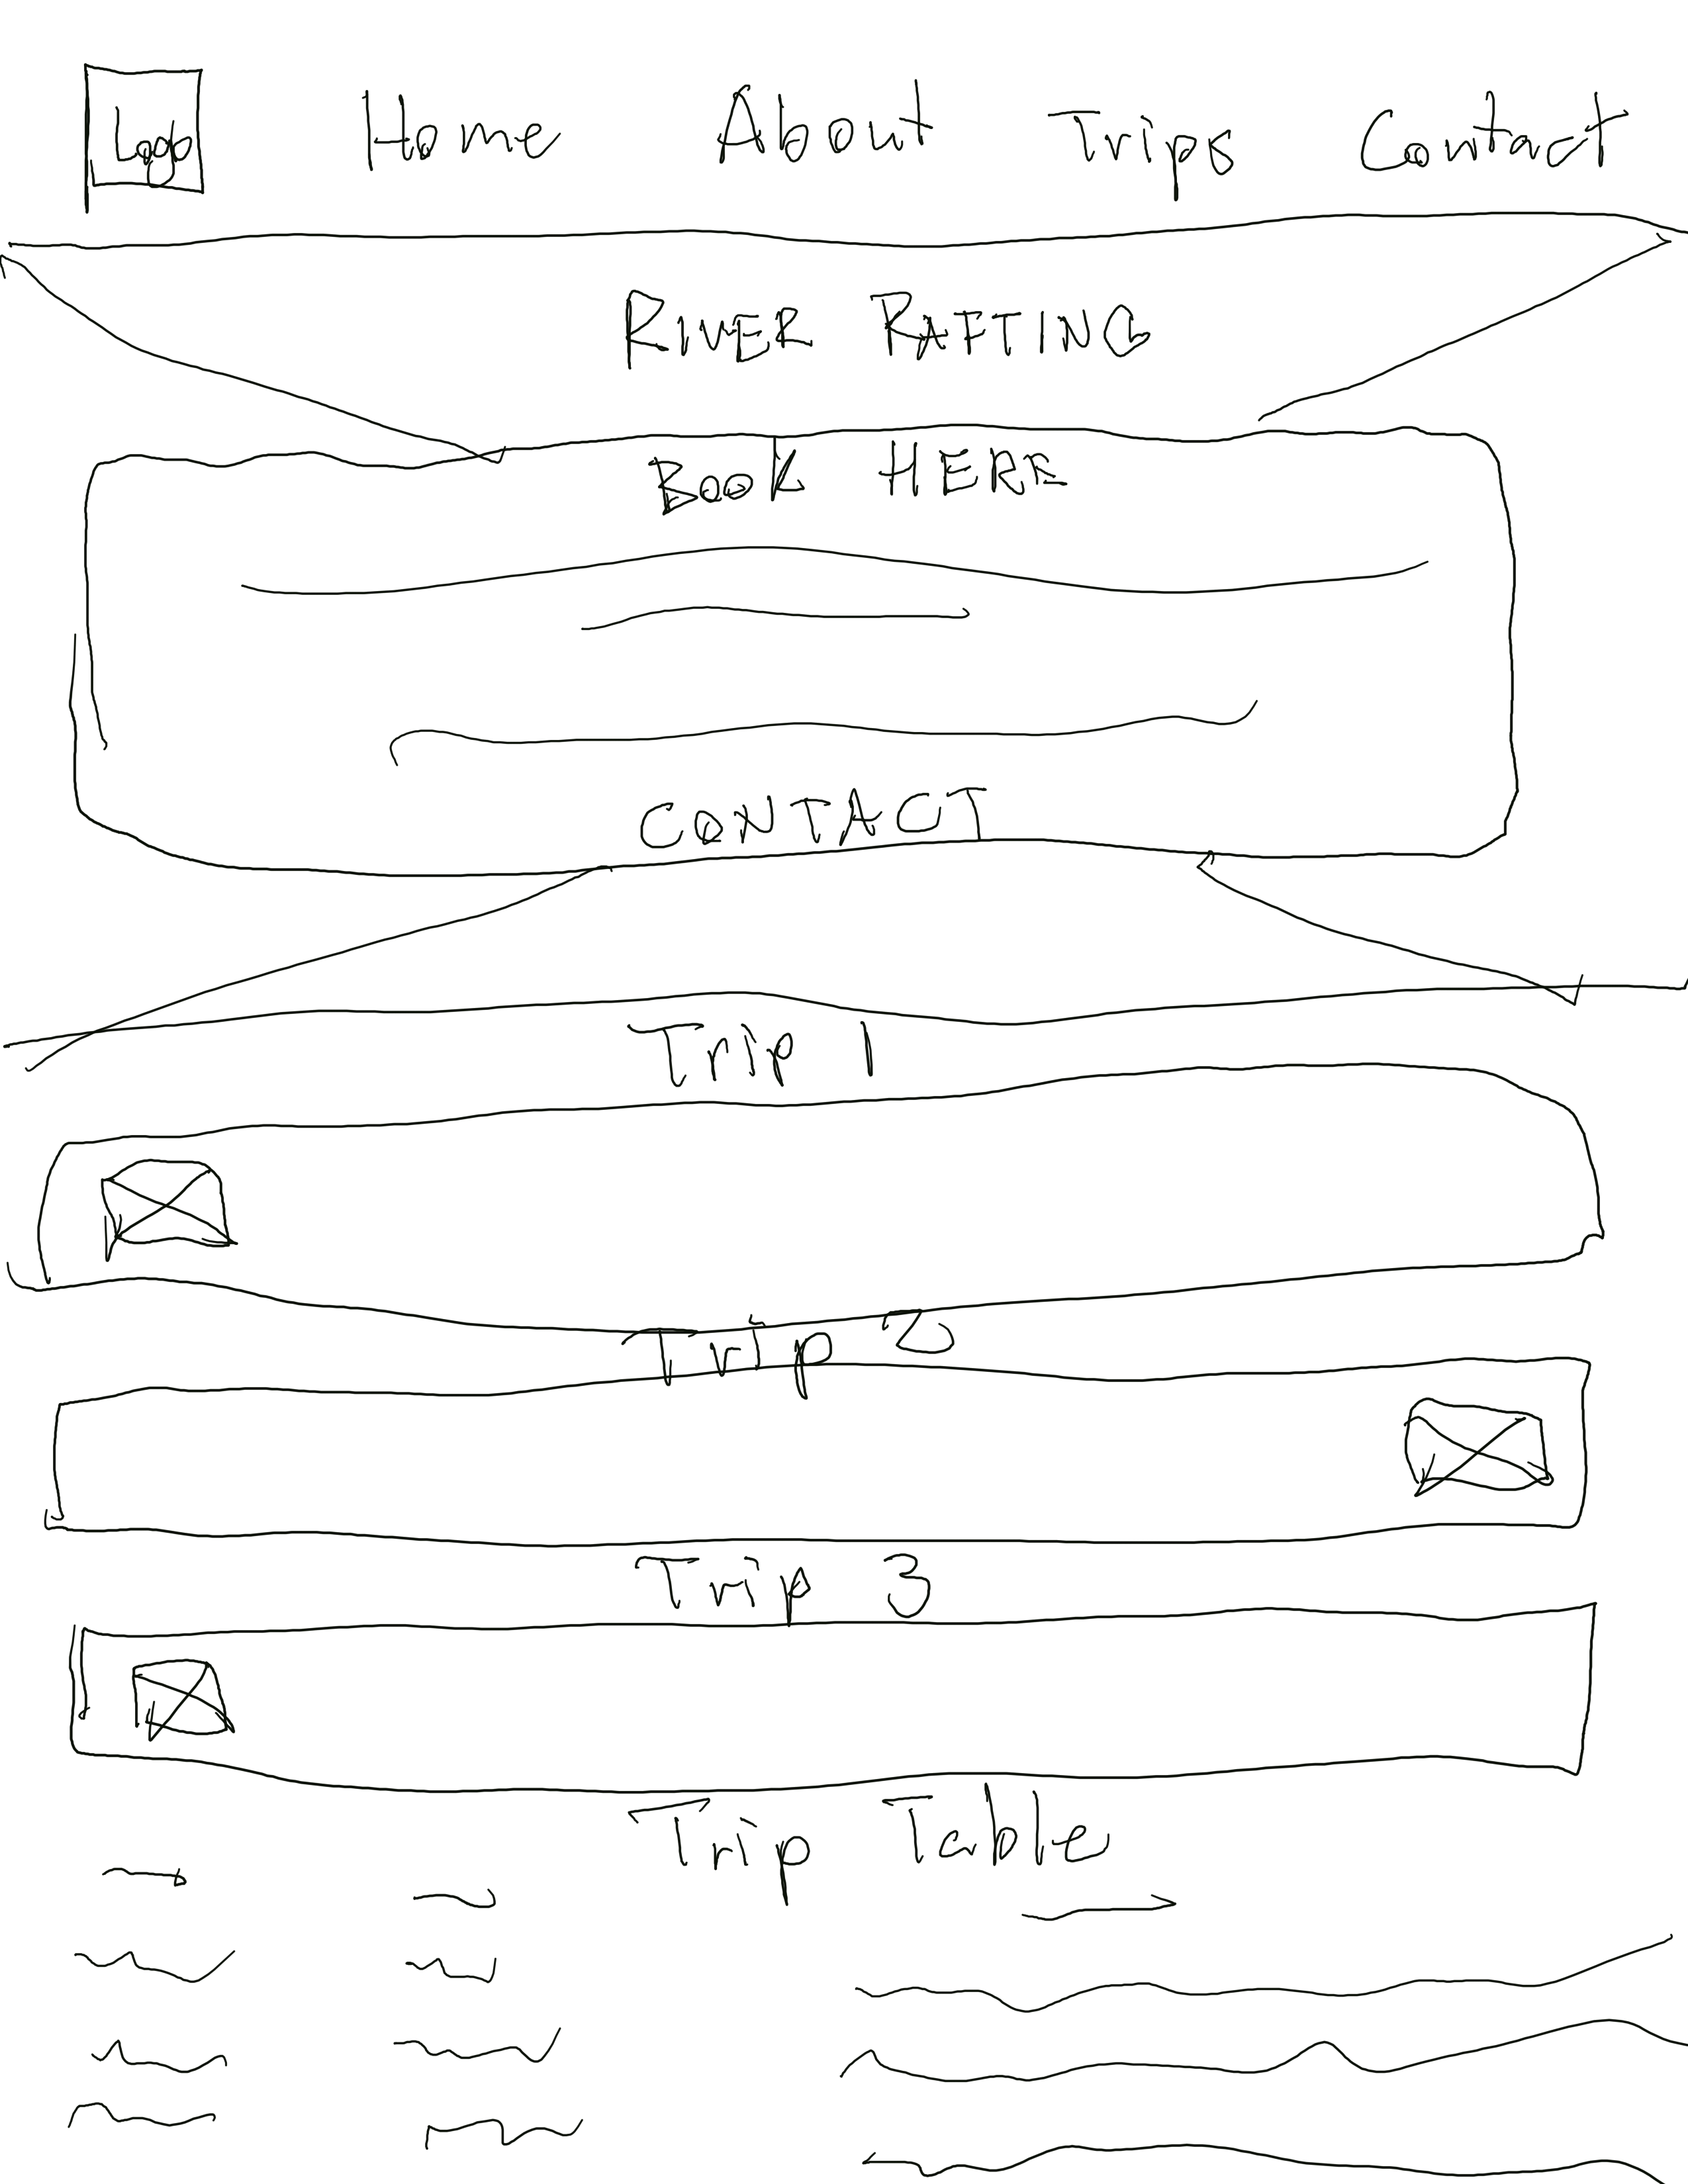 Logo Home About Trips Contact
RIVER RAFTING
BOOK HERE
CONTACT
Trip 1
Trip 2
Trip 3
Trip Table